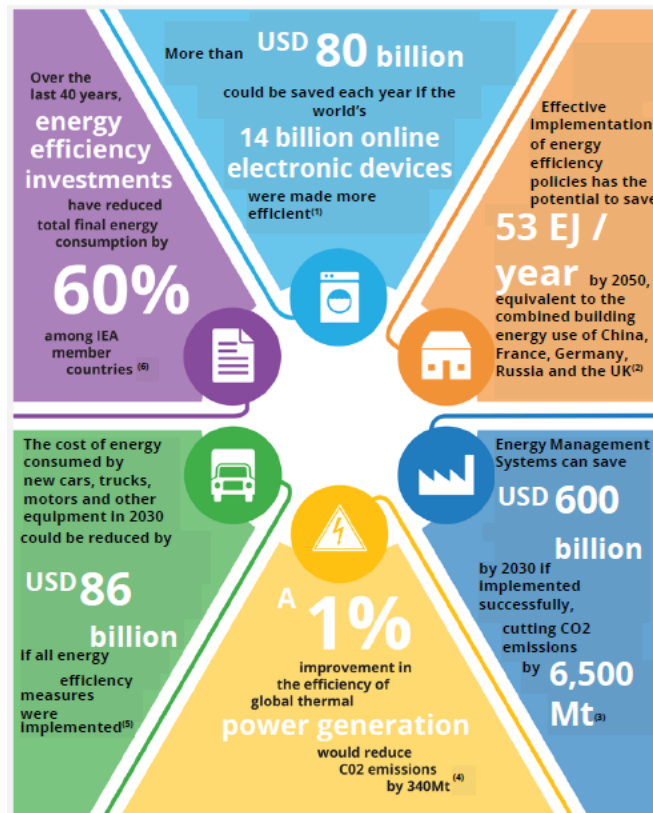 Over the
last 40 years,
energy
efficiency
investments
have reduced
total final energy
consumption by
60%
among IEA
member
countries (6)
More than USD 80 billion
could be saved each year if the
world's
14 billion online
electronic devices
were made more
efficient(1)
Effective
Implementation
of energy
efficiency
policies has the
potential to save
53 EJ /
year by 2050,
equivalent to the
combined building
energy use of China,
France, Germany,
Russia and the UK(2)
The cost of energy
consumed by
new cars, trucks,
motors and other
equipment in 2030
could be reduced by
USD 86
billion
if all energy
efficiency
measures
were
Implemented(5)
A 1%
improvement in
the efficiency of
global thermal
power generation
would reduce
C02 emissions
by 340Mt (4)
Energy Management
Systems can save
USD 600
billion
by 2030 if
implemented
successfully,
cutting CO2
emissions
by 6,500
Mt(3)